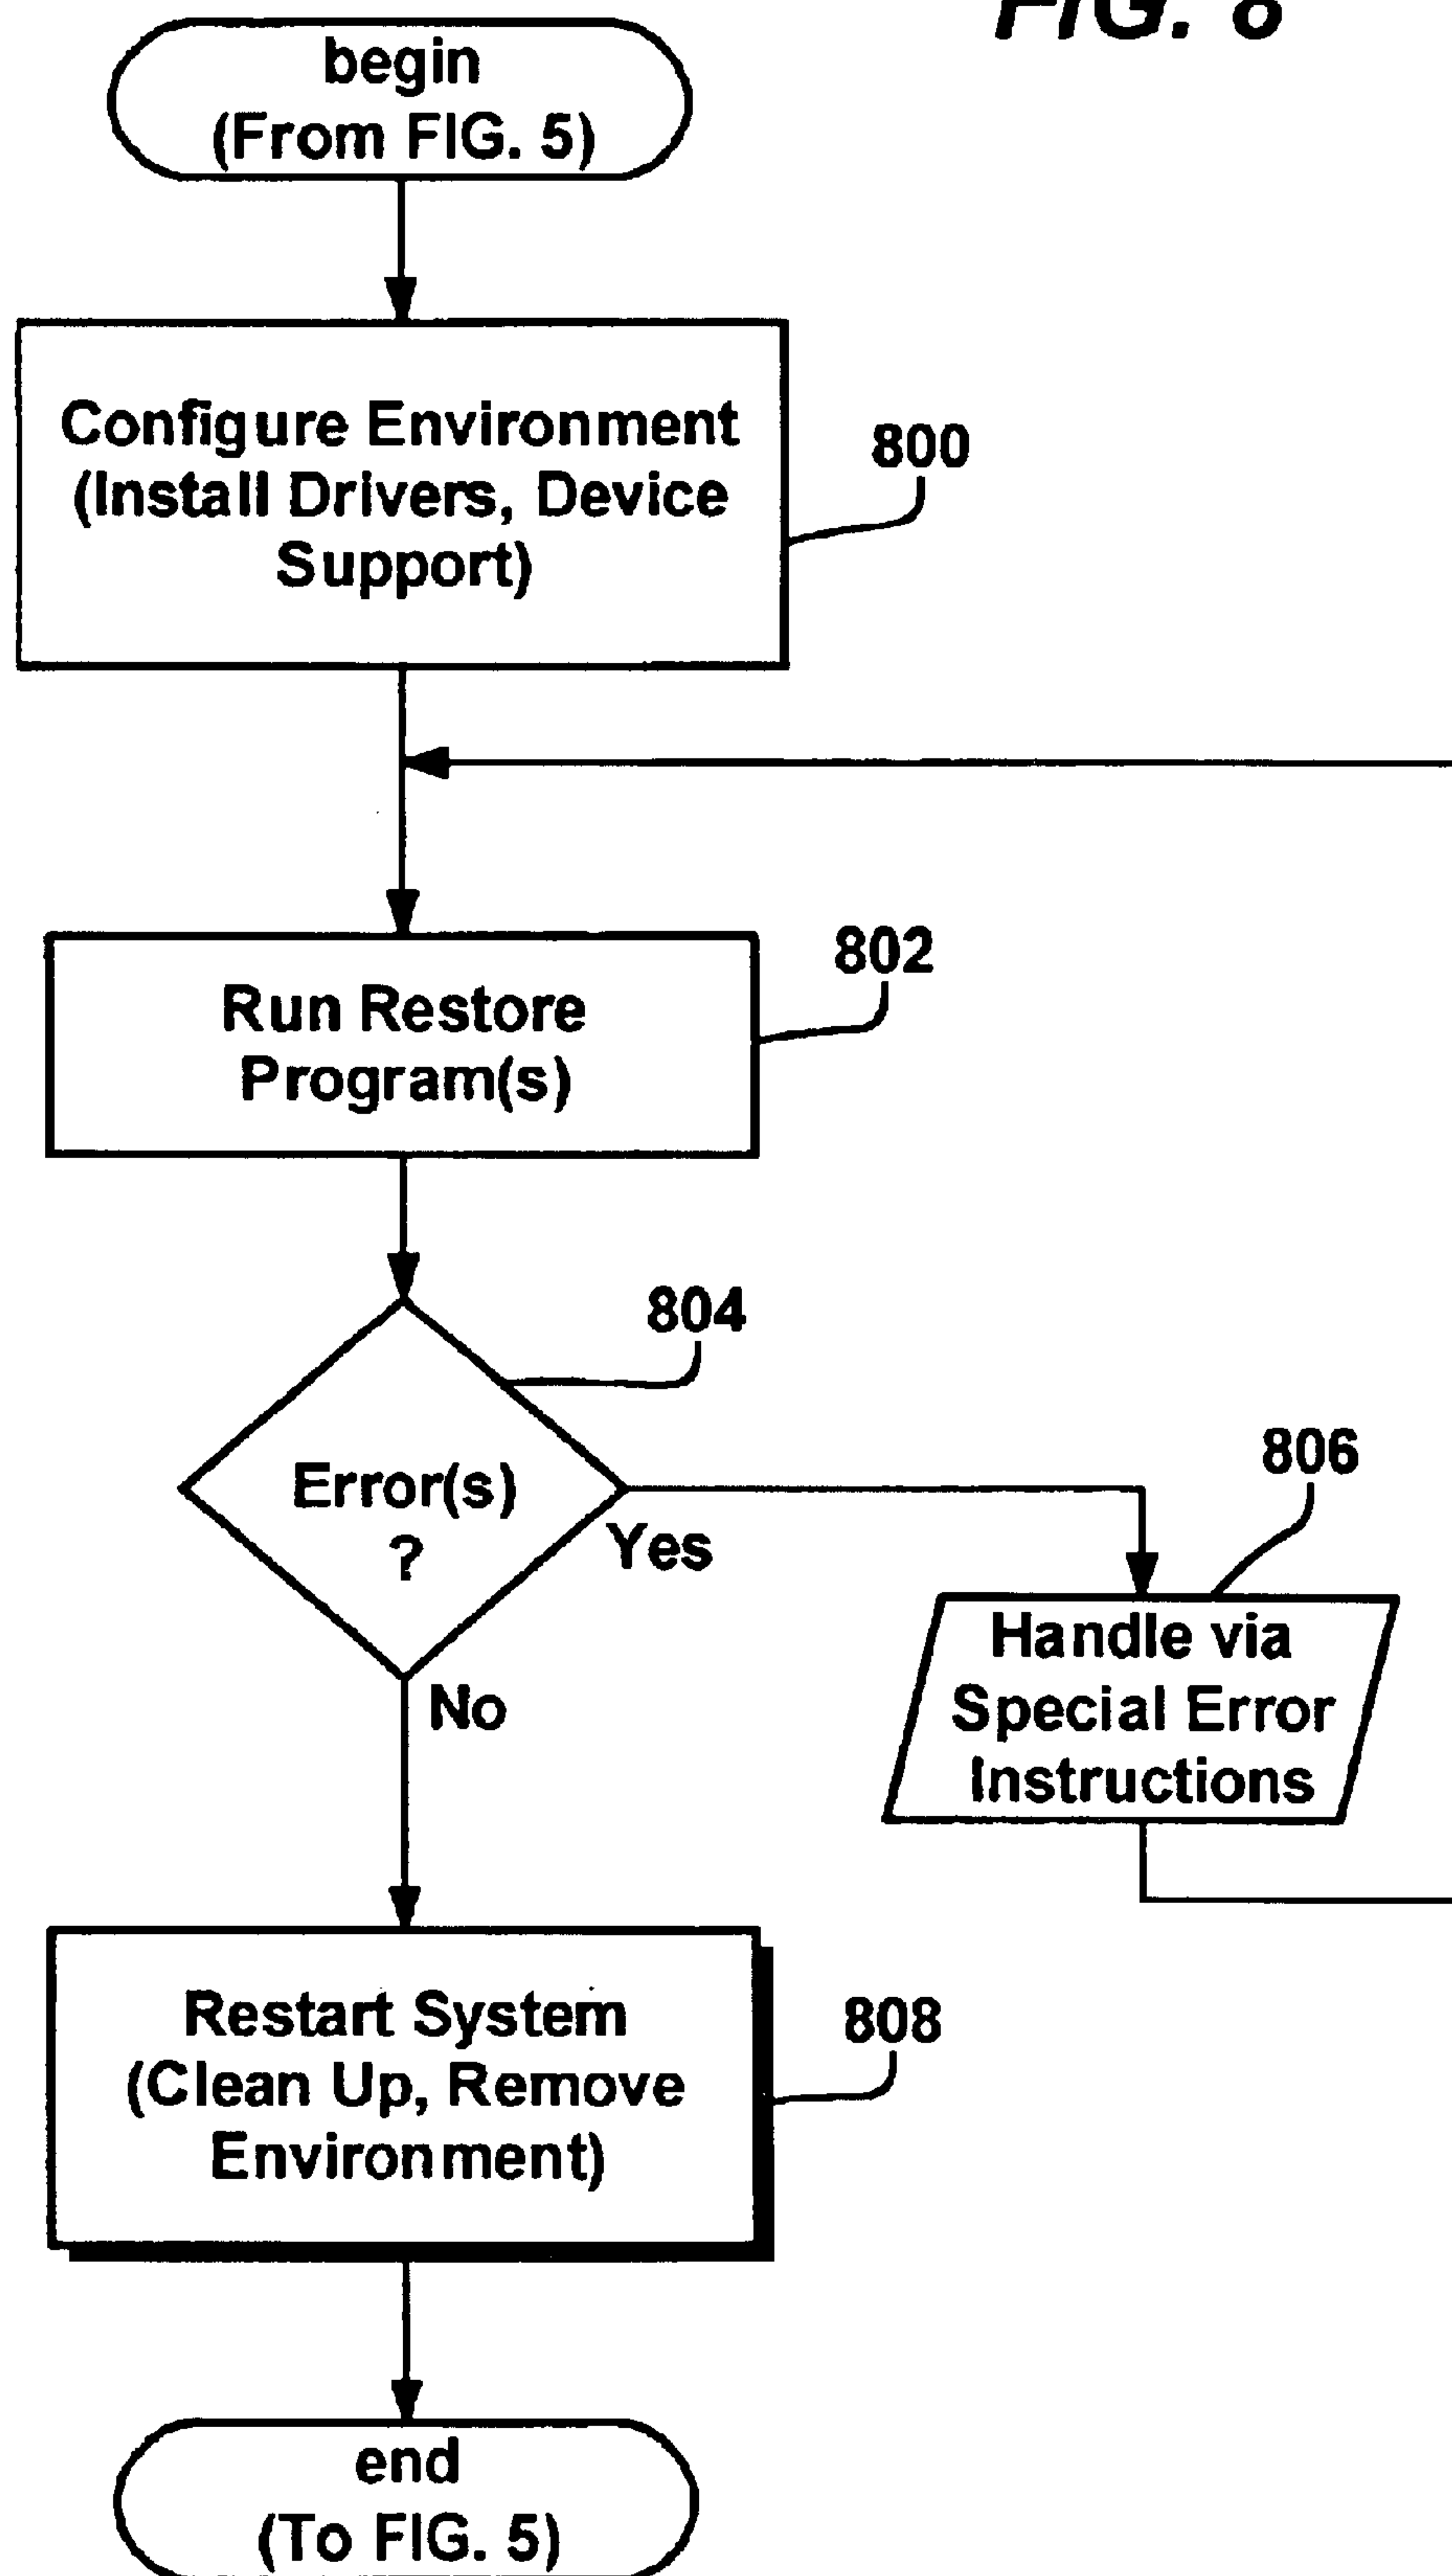 FIG. 8
begin
(From FIG. 5)
Configure Environment
(Install Drivers, Device
Support)
800
802
Run Restore
Program(s)
804
Error(s)
?
Yes
No
806
Handle via
Special Error
Instructions
Restart System
(Clean Up, Remove
Environment)
808
end
(To FIG. 5)